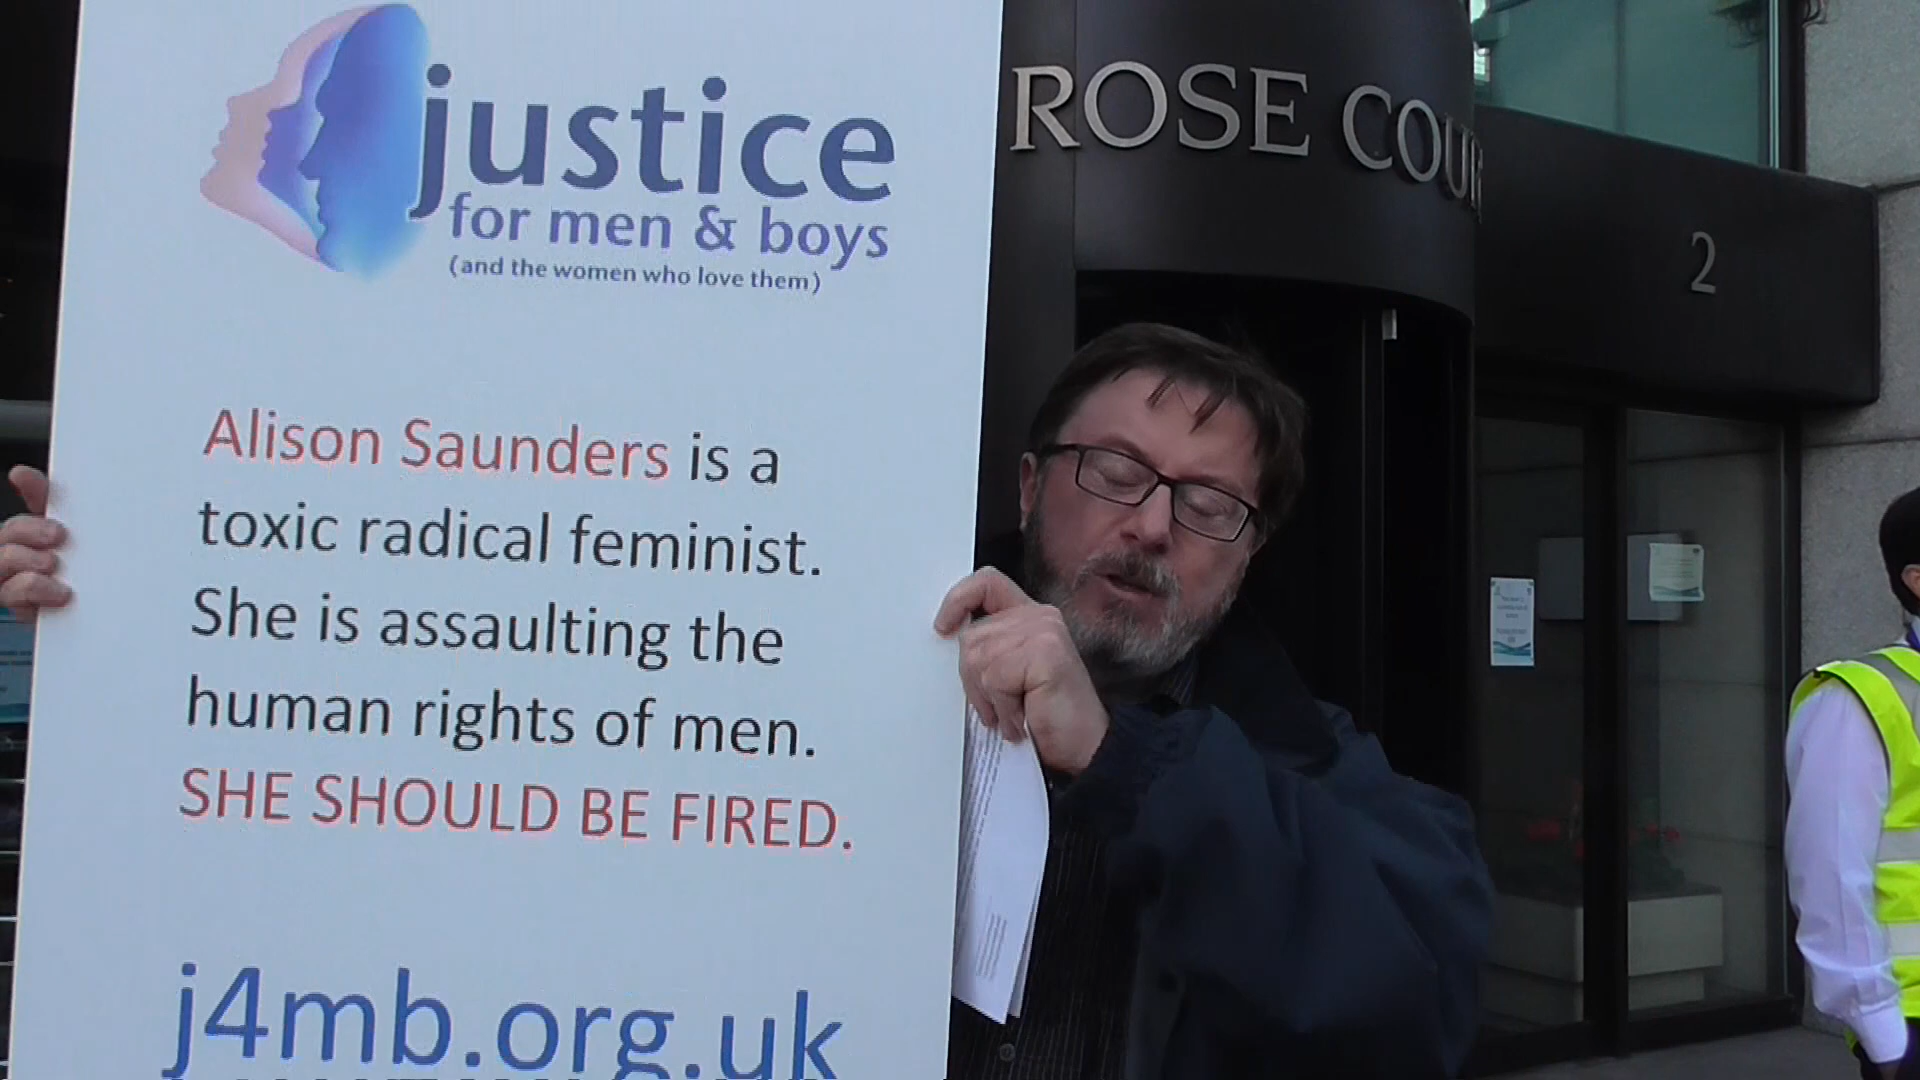 justice
for men & boys
(and the women who love them)
Alison Saunders is a
toxic radical feminist.
She is assaulting the
human rights of men.
SHE SHOULD BE FIRED.
j4mb.org.uk
ROSE COUR
2